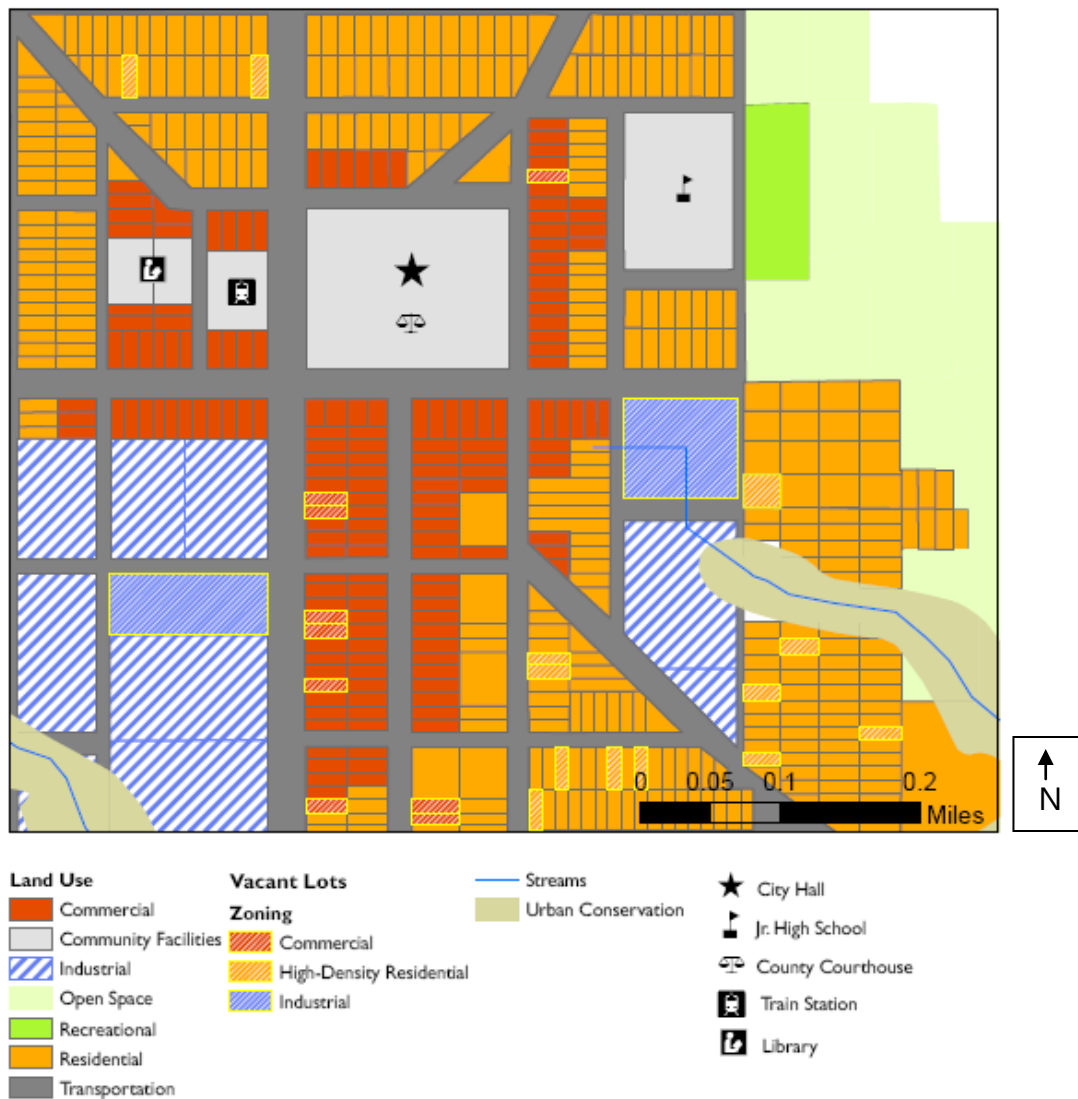 0 0.05 0.1 0.2
Miles
N
Land Use
Commercial
Community Facilities
Industrial
Open Space
Recreational
Residential
Transportation
Vacant Lots
Zoning
Commercial
High-Density Residential
Industrial
Streams
Urban Conservation
City Hall
Jr. High School
County Courthouse
Train Station
Library